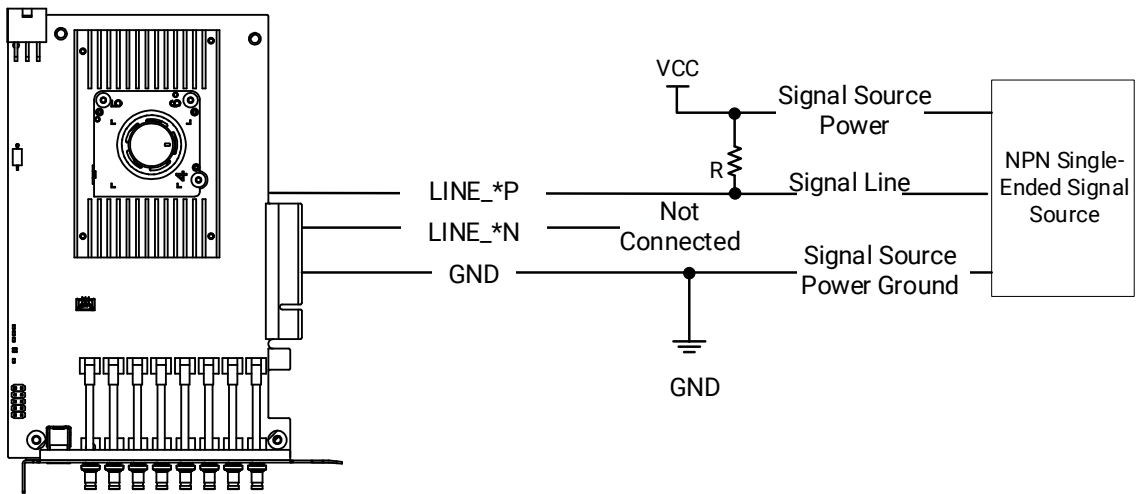 VCC
Signal Source
Power
R
NPN Single-
Ended Signal
Source
LINE_*P
Signal Line
LINE_*N
Not
Connected
GND
Signal Source
Power Ground
GND